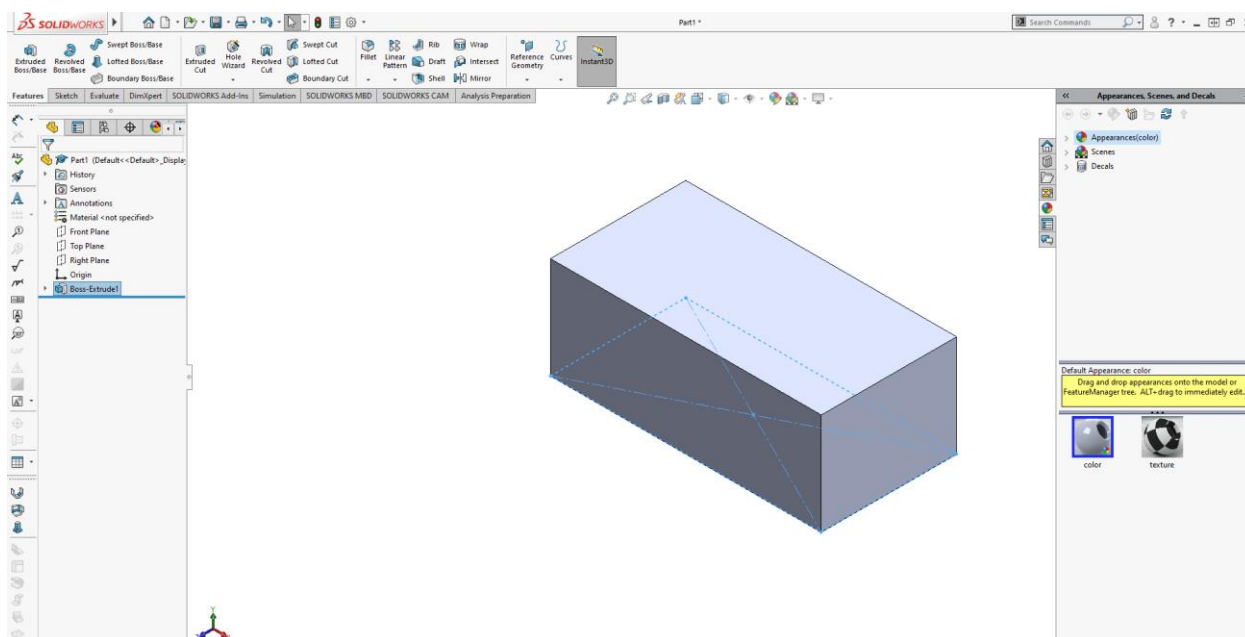 SOLIDWORKS
Part1 *
Search Commands
Extruded Boss/Base
Revolved Boss/Base
Swept Boss/Base
Lofted Boss/Base
Boundary Boss/Base
Extruded Cut
Hole Wizard
Revolved Cut
Swept Cut
Lofted Cut
Boundary Cut
Fillet
Linear Pattern
Rib
Draft
Shell
Wrap
Intersect
Mirror
Reference Geometry
Curves
Instant3D
Features
Sketch
Evaluate
DimXpert
SOLIDWORKS Add-Ins
Simulation
SOLIDWORKS MBD
SOLIDWORKS CAM
Analysis Preparation
Part1 (Default<<Default>_Displa
History
Sensors
Annotations
Material <not specified>
Front Plane
Top Plane
Right Plane
Origin
Boss-Extrude1
Appearances, Scenes, and Decals
Appearances(color)
Scenes
Decals
Default Appearance: color
Drag and drop appearances onto the model or
FeatureManager tree. ALT+drag to immediately edit.
color
texture